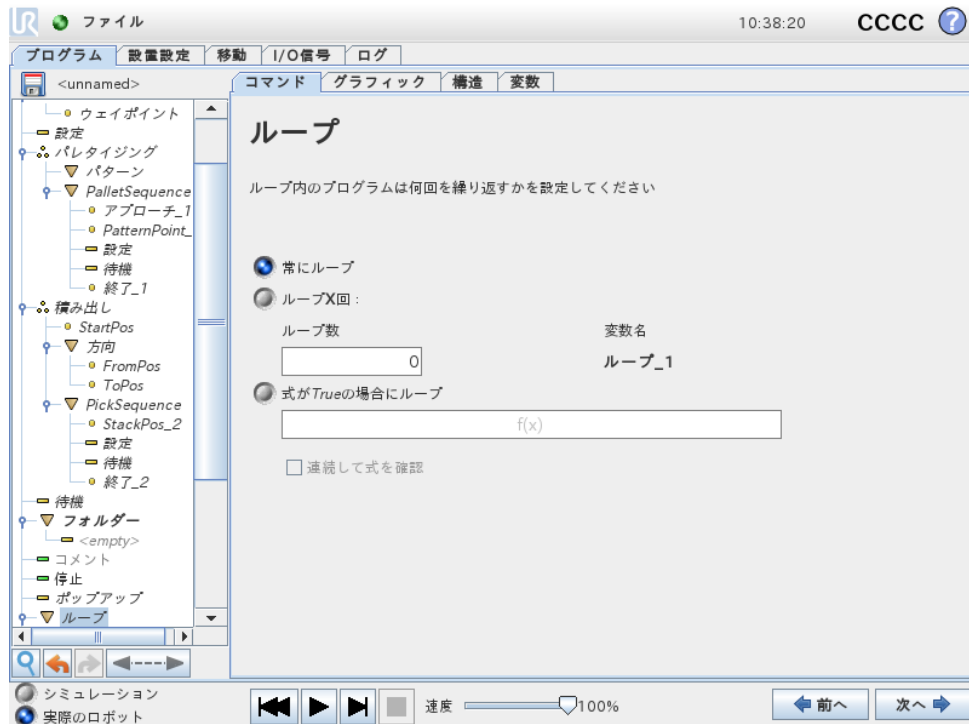 UR ファイル 10:38:20 CCCC ?
プログラム 設置設定 移動 I/O信号 ログ
<unnamed>
コマンド グラフィック 構造 変数
ウェイポイント
設定
パレタイジング
パターン
PalletSequence
アプローチ_1
PatternPoint_
設定
待機
終了_1
積み出し
StartPos
方向
FromPos
ToPos
PickSequence
StackPos_2
設定
待機
終了_2
待機
フォルダー
<empty>
コメント
停止
ポップアップ
ループ
ループ
ループ内のプログラムは何回を繰り返すかを設定してください
常にループ
ループX回 :
ループ数 変数名
0 ループ_1
式がTrueの場合にループ
f(x)
連続して式を確認
シミュレーション
実際のロボット
速度 100%
前へ 次へ